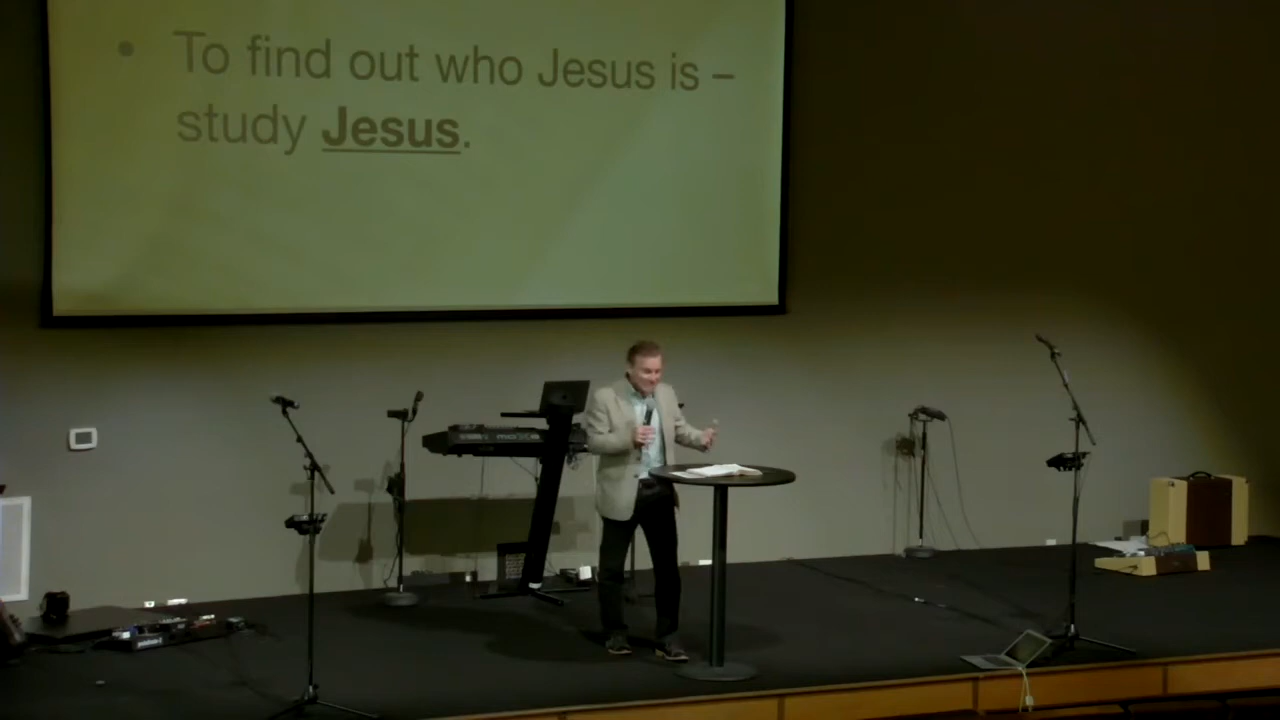 • To find out who Jesus is –
study Jesus.